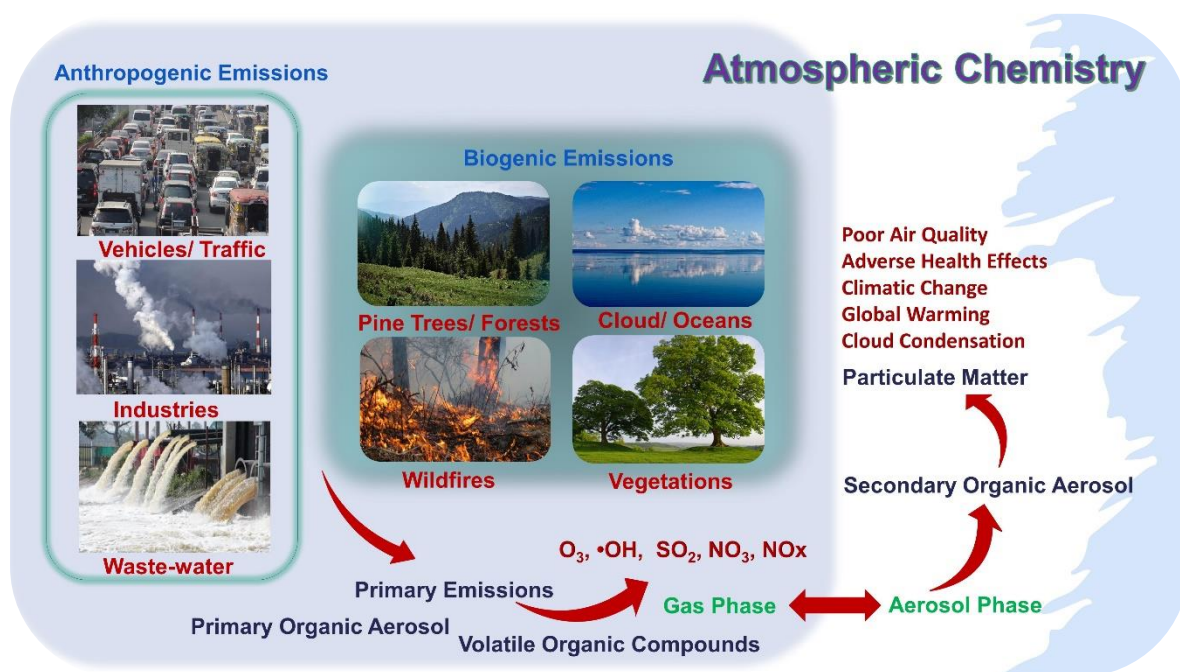 Atmospheric Chemistry
Anthropogenic Emissions
Vehicles/ Traffic
Industries
Waste-water
Biogenic Emissions
Pine Trees/ Forests
Cloud/ Oceans
Wildfires
Vegetations
Poor Air Quality
Adverse Health Effects
Climatic Change
Global Warming
Cloud Condensation
Particulate Matter
Secondary Organic Aerosol
O₃, •OH, SO₂, NO₃, NOx
Primary Emissions
Gas Phase
Aerosol Phase
Primary Organic Aerosol
Volatile Organic Compounds